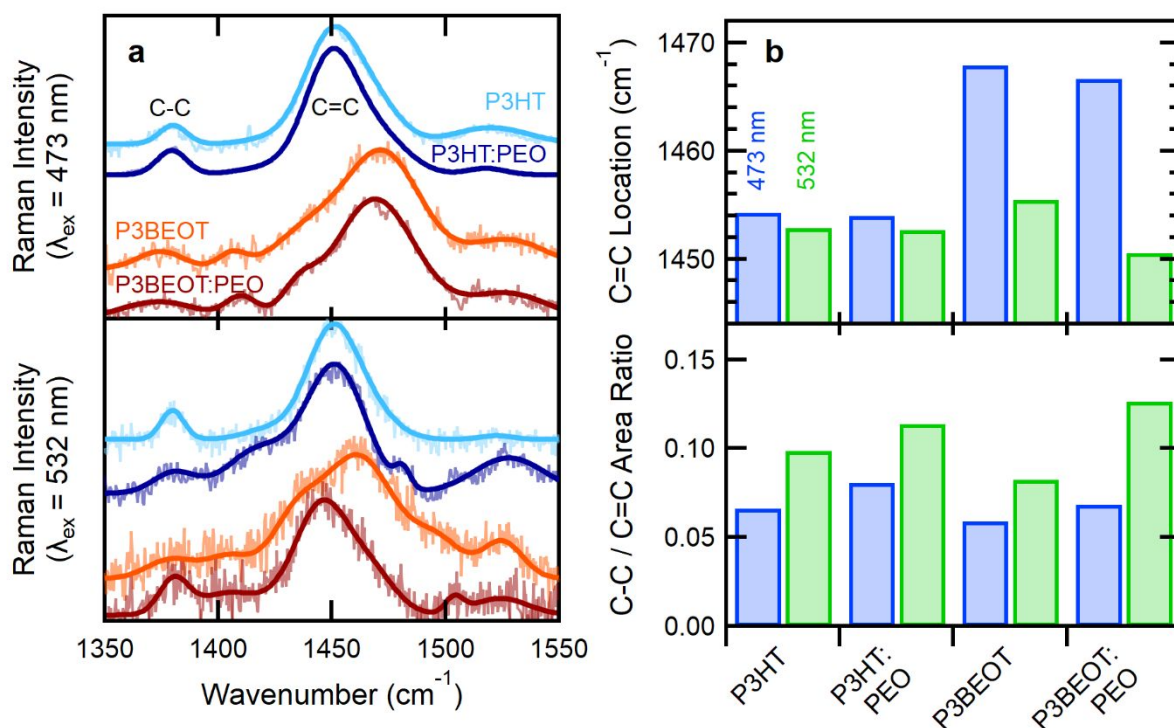 a
Raman Intensity
(λex = 473 nm)
C-C
C=C
P3HT
P3HT:PEO
P3BEOT
P3BEOT:PEO
Raman Intensity
(λex = 532 nm)
1350
1400
1450
1500
1550
Wavenumber (cm-1)
b
C=C Location (cm-1)
1470
1460
1450
473 nm
532 nm
C-C / C=C Area Ratio
0.15
0.10
0.05
0.00
P3HT
P3HT:
PEO
P3BEOT
P3BEOT:
PEO